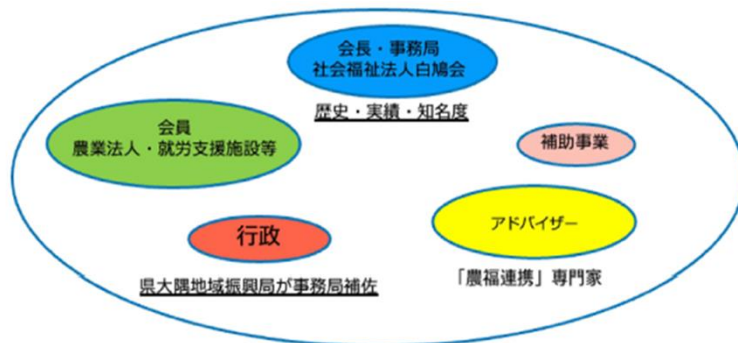 会長・事務局
社会福祉法人白鳩会
歴史・実績・知名度
会員
農業法人・就労支援施設等
補助事業
アドバイザー
「農福連携」専門家
行政
県大隅地域振興局が事務局補佐